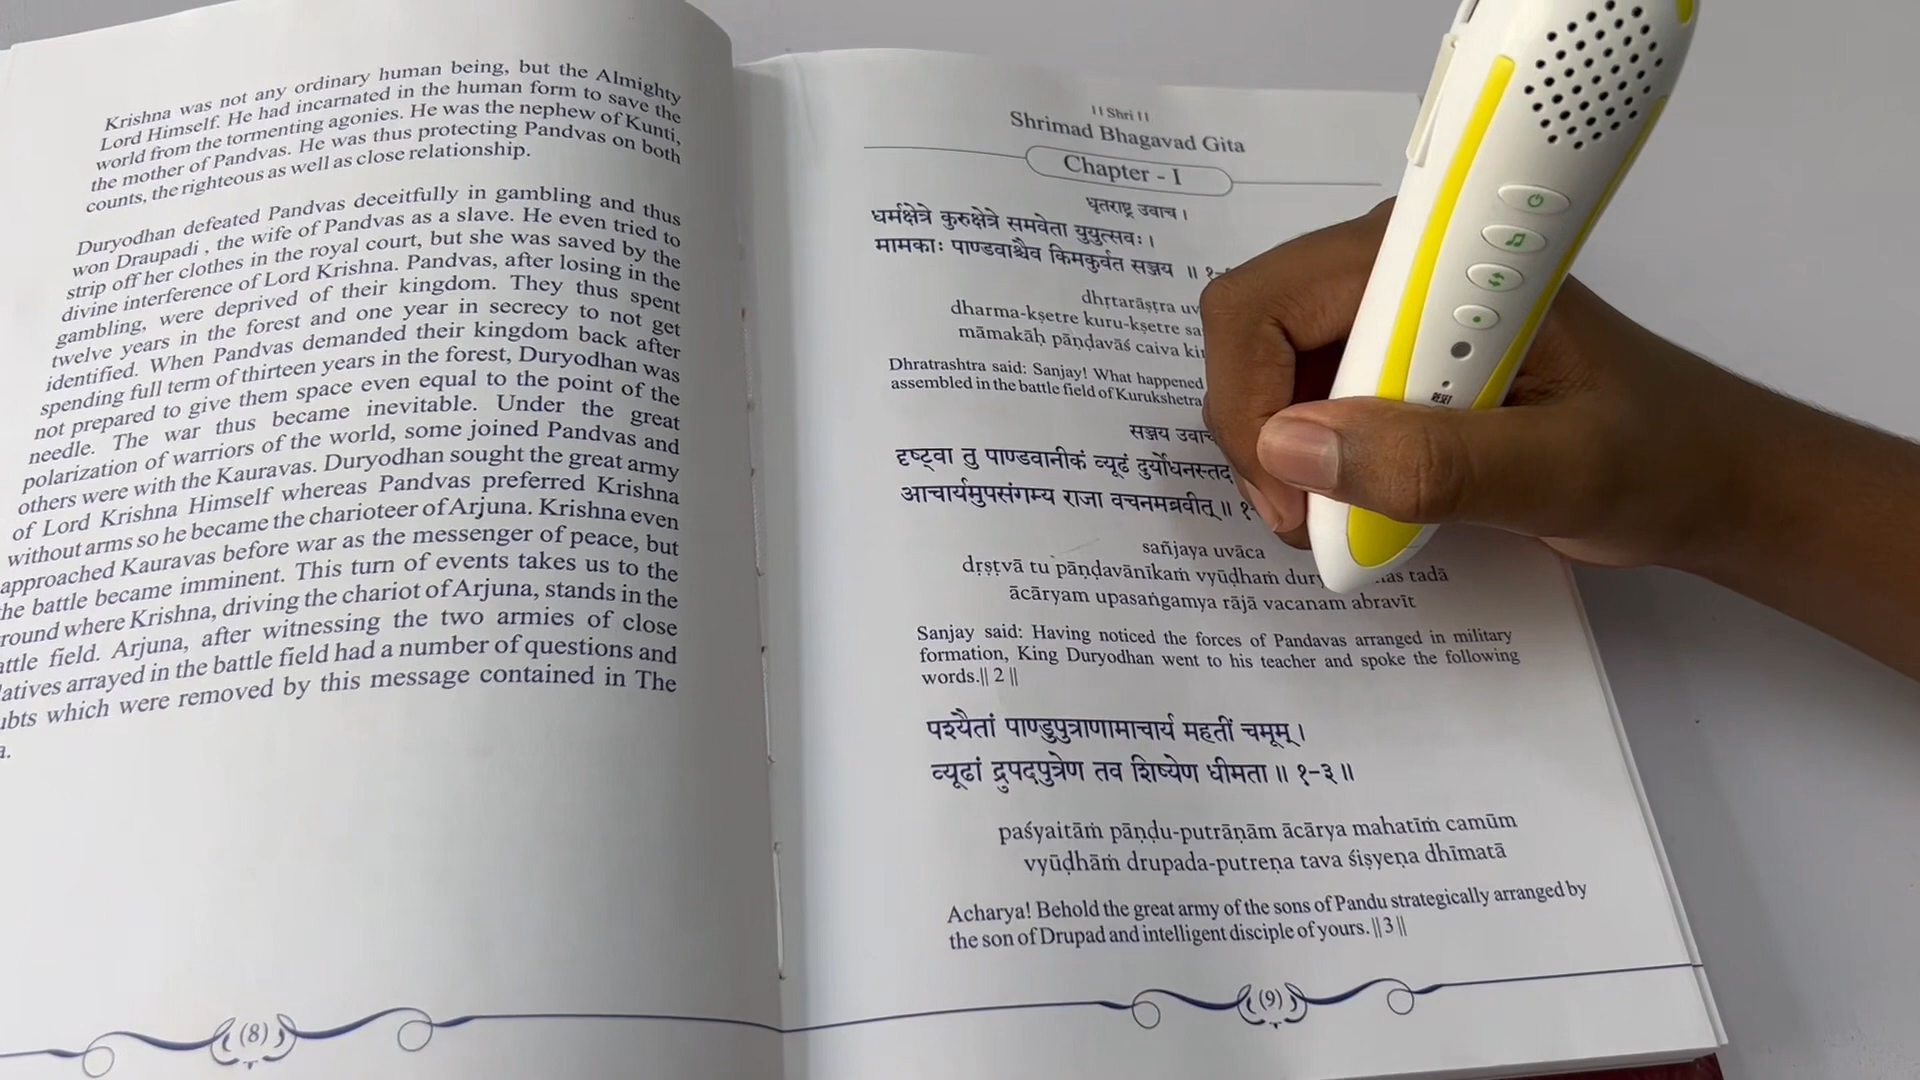 Krishna was not any ordinary human being, but the Almighty
Lord Himself. He had incarnated in the human form to save the
world from the tormenting agonies. He was the nephew of Kunti,
the mother of Pandvas. He was thus protecting Pandvas on both
counts, the righteous as well as close relationship.
Duryodhan defeated Pandvas deceitfully in gambling and thus
won Draupadi , the wife of Pandvas as a slave. He even tried to
strip off her clothes in the royal court, but she was saved by the
divine interference of Lord Krishna. Pandvas, after losing in the
gambling, were deprived of their kingdom. They thus spent
twelve years in the forest and one year in secrecy to not get
identified. When Pandvas demanded their kingdom back after
spending full term of thirteen years in the forest, Duryodhan was
not prepared to give them space even equal to the point of the
needle. The war thus became inevitable. Under the great
polarization of warriors of the world, some joined Pandvas and
others were with the Kauravas. Duryodhan sought the great army
of Lord Krishna Himself whereas Pandvas preferred Krishna
without arms so he became the charioteer of Arjuna. Krishna even
approached Kauravas before war as the messenger of peace, but
he battle became imminent. This turn of events takes us to the
round where Krishna, driving the chariot of Arjuna, stands in the
attle field. Arjuna, after witnessing the two armies of close
latives arrayed in the battle field had a number of questions and
ubts which were removed by this message contained in The
a.
(8)
।। Shri ।।
Shrimad Bhagavad Gita
Chapter - I
धृतराष्ट्र उवाच ।
धर्मक्षेत्रे कुरुक्षेत्रे समवेता युयुत्सवः ।
मामकाः पाण्डवाश्चैव किमकुर्वत सञ्जय ॥ १-
dhṛtarāṣṭra uv
dharma-kṣetre kuru-kṣetre sa
māmakāḥ pāṇḍavāś caiva ki
Dhratrashtra said: Sanjay! What happened
assembled in the battle field of Kurukshetra
सञ्जय उवाच
दृष्ट्वा तु पाण्डवानीकं व्यूढं दुर्योधनस्तद
आचार्यमुपसंगम्य राजा वचनमब्रवीत् ॥ १-
sañjaya uvāca
dṛṣṭvā tu pāṇḍavānīkaṁ vyūḍhaṁ dury as tadā
ācāryam upasaṅgamya rājā vacanam abravīt
Sanjay said: Having noticed the forces of Pandavas arranged in military
formation, King Duryodhan went to his teacher and spoke the following
words.|| 2 ||
पश्यैतां पाण्डुपुत्राणामाचार्य महतीं चमूम् ।
व्यूढां द्रुपदपुत्रेण तव शिष्येण धीमता ॥ १-३ ॥
paśyaitāṁ pāṇḍu-putrāṇām ācārya mahatīṁ camūm
vyūḍhāṁ drupada-putreṇa tava śiṣyeṇa dhīmatā
Acharya! Behold the great army of the sons of Pandu strategically arranged by
the son of Drupad and intelligent disciple of yours. || 3 ||
(9)
RESET